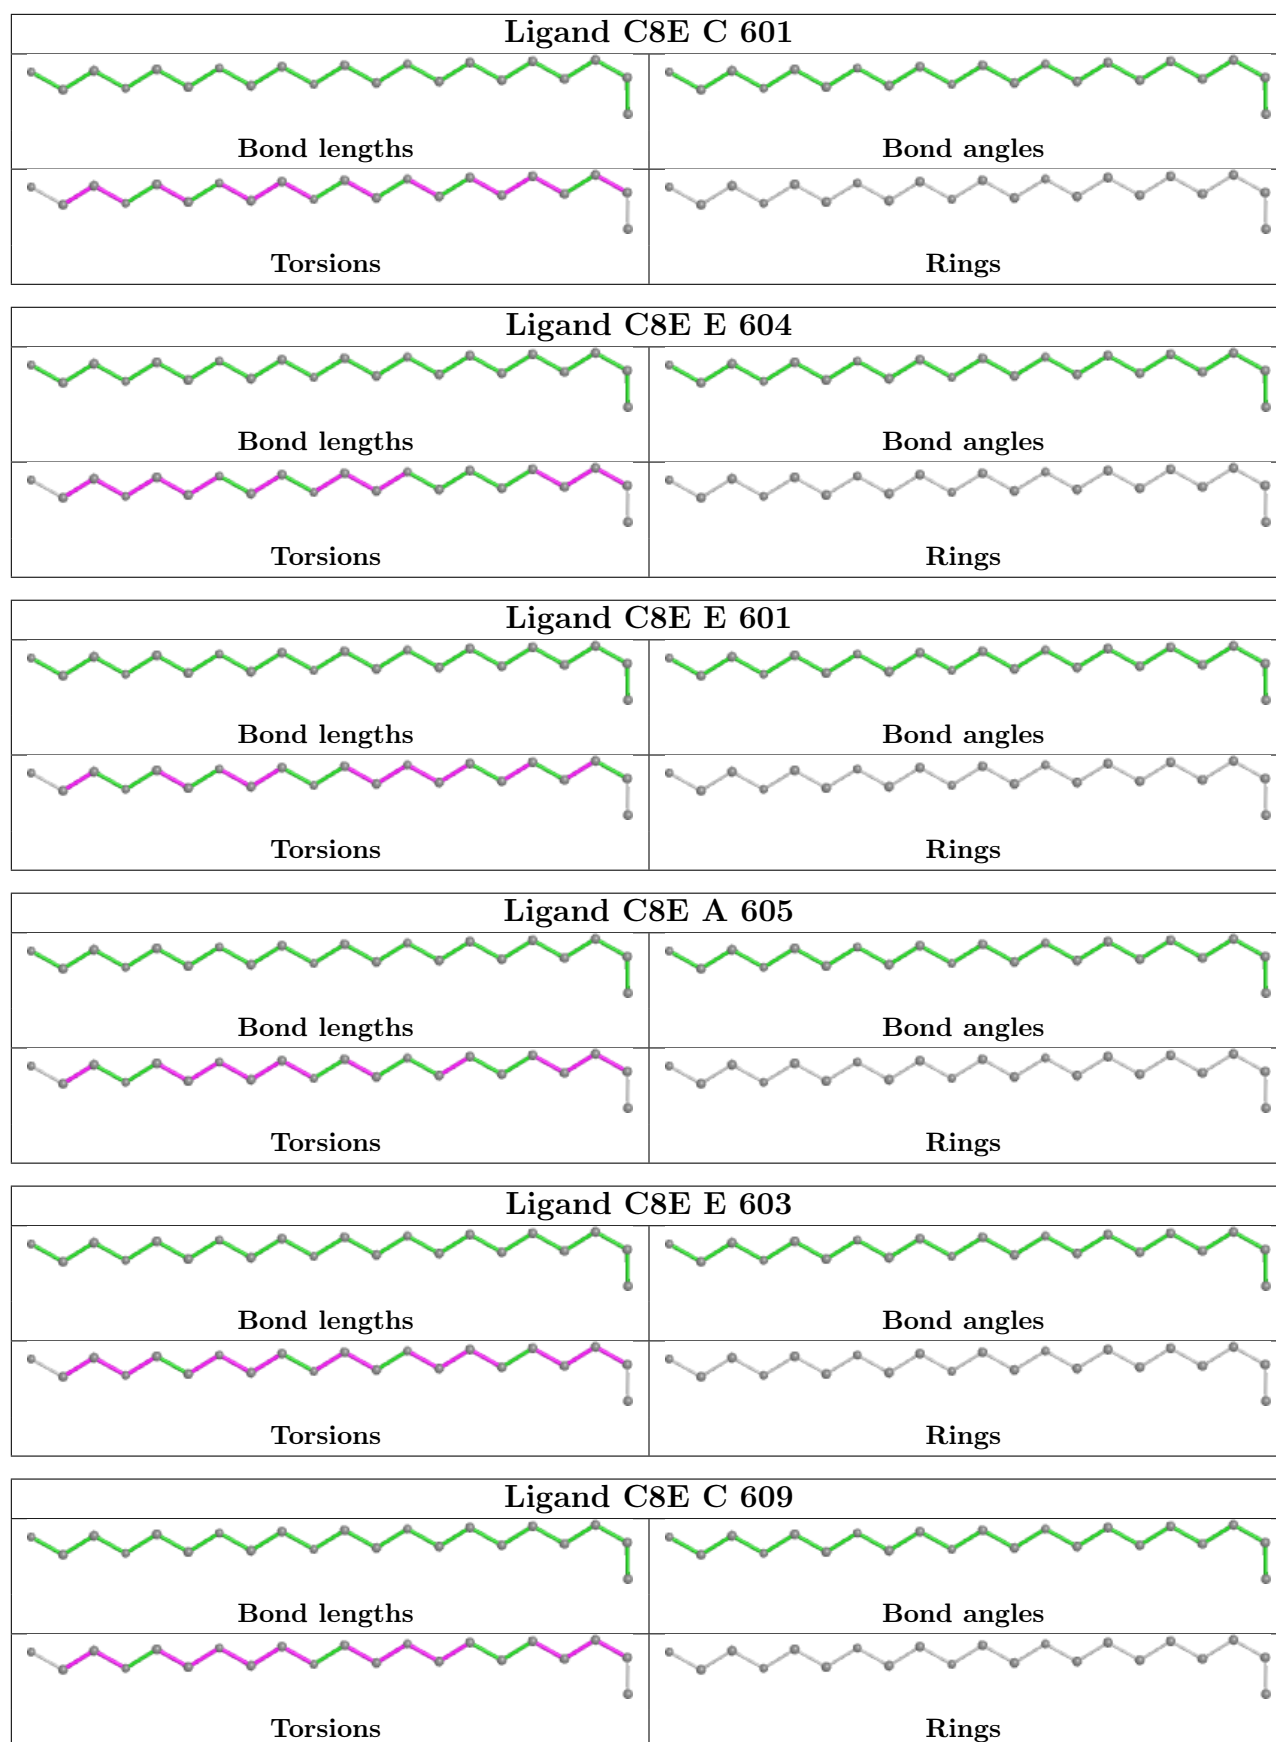 Ligand C8E C 601
Bond lengths
Bond angles
Torsions
Rings
Ligand C8E E 604
Bond lengths
Bond angles
Torsions
Rings
Ligand C8E E 601
Bond lengths
Bond angles
Torsions
Rings
Ligand C8E A 605
Bond lengths
Bond angles
Torsions
Rings
Ligand C8E E 603
Bond lengths
Bond angles
Torsions
Rings
Ligand C8E C 609
Bond lengths
Bond angles
Torsions
Rings